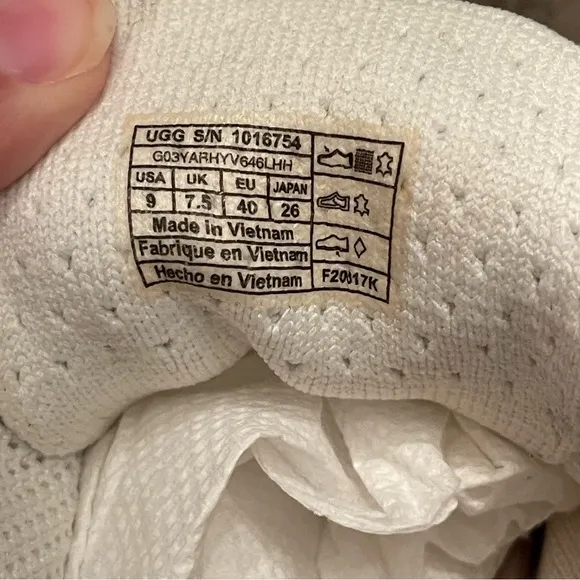 UGG S/N 1016754
G03YARHYV646LHH
USA UK EU JAPAN
9 7.5 40 26
Made in Vietnam
Fabrique en Vietnam
Hecho en Vietnam